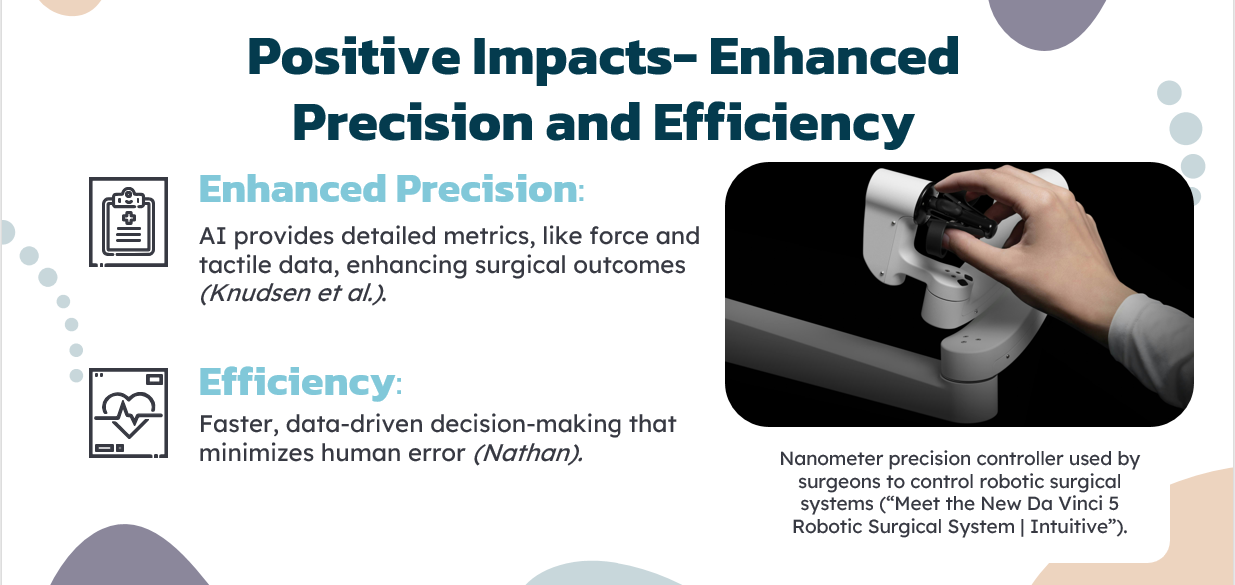 Positive Impacts– Enhanced
Precision and Efficiency
Enhanced Precision:
AI provides detailed metrics, like force and
tactile data, enhancing surgical outcomes
(Knudsen et al.).
Efficiency:
Faster, data-driven decision-making that
minimizes human error (Nathan).
Nanometer precision controller used by
surgeons to control robotic surgical
systems (“Meet the New Da Vinci 5
Robotic Surgical System | Intuitive”).